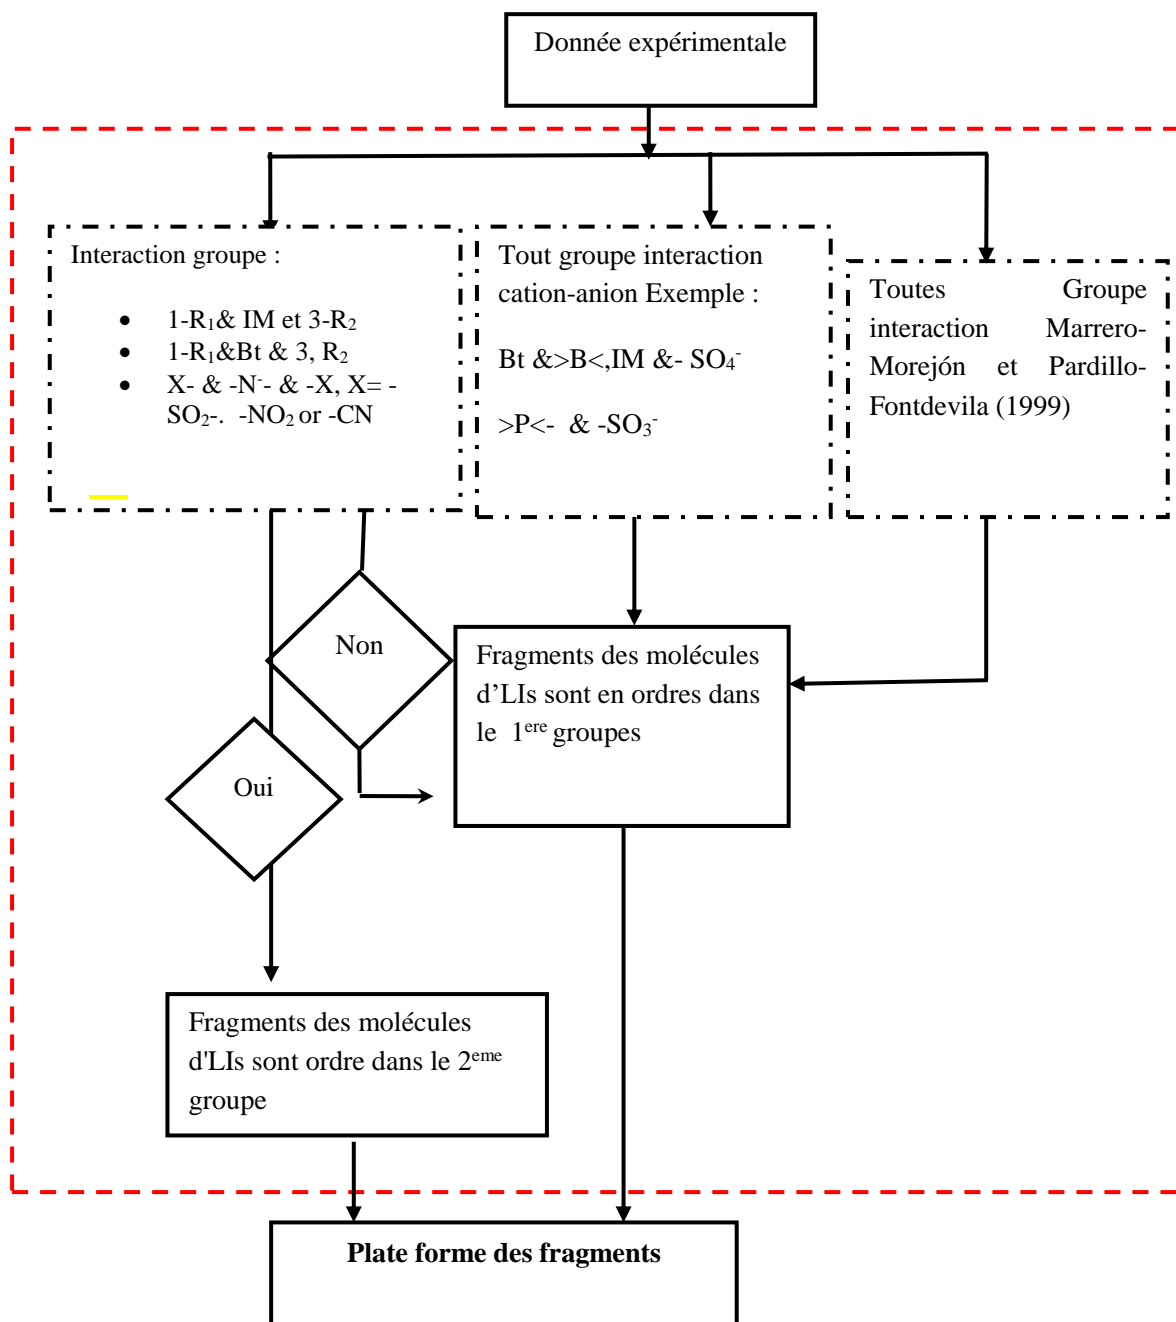 Donnée expérimentale
Interaction groupe :
• 1-R₁& IM et 3-R₂
• 1-R₁&Bt & 3, R₂
• X- & -N⁻- & -X, X= -
SO₂-. -NO₂ or -CN
Tout groupe interaction
cation-anion Exemple :
Bt &>B<,IM &- SO₄⁻
>P<- & -SO₃⁻
Toutes Groupe
interaction Marrero-
Morejón et Pardillo-
Fontdevila (1999)
Non
Fragments des molécules
d’LIs sont en ordres dans
le 1ᵉʳᵉ groupes
Oui
Fragments des molécules
d'LIs sont ordre dans le 2ᵉᵐᵉ
groupe
Plate forme des fragments